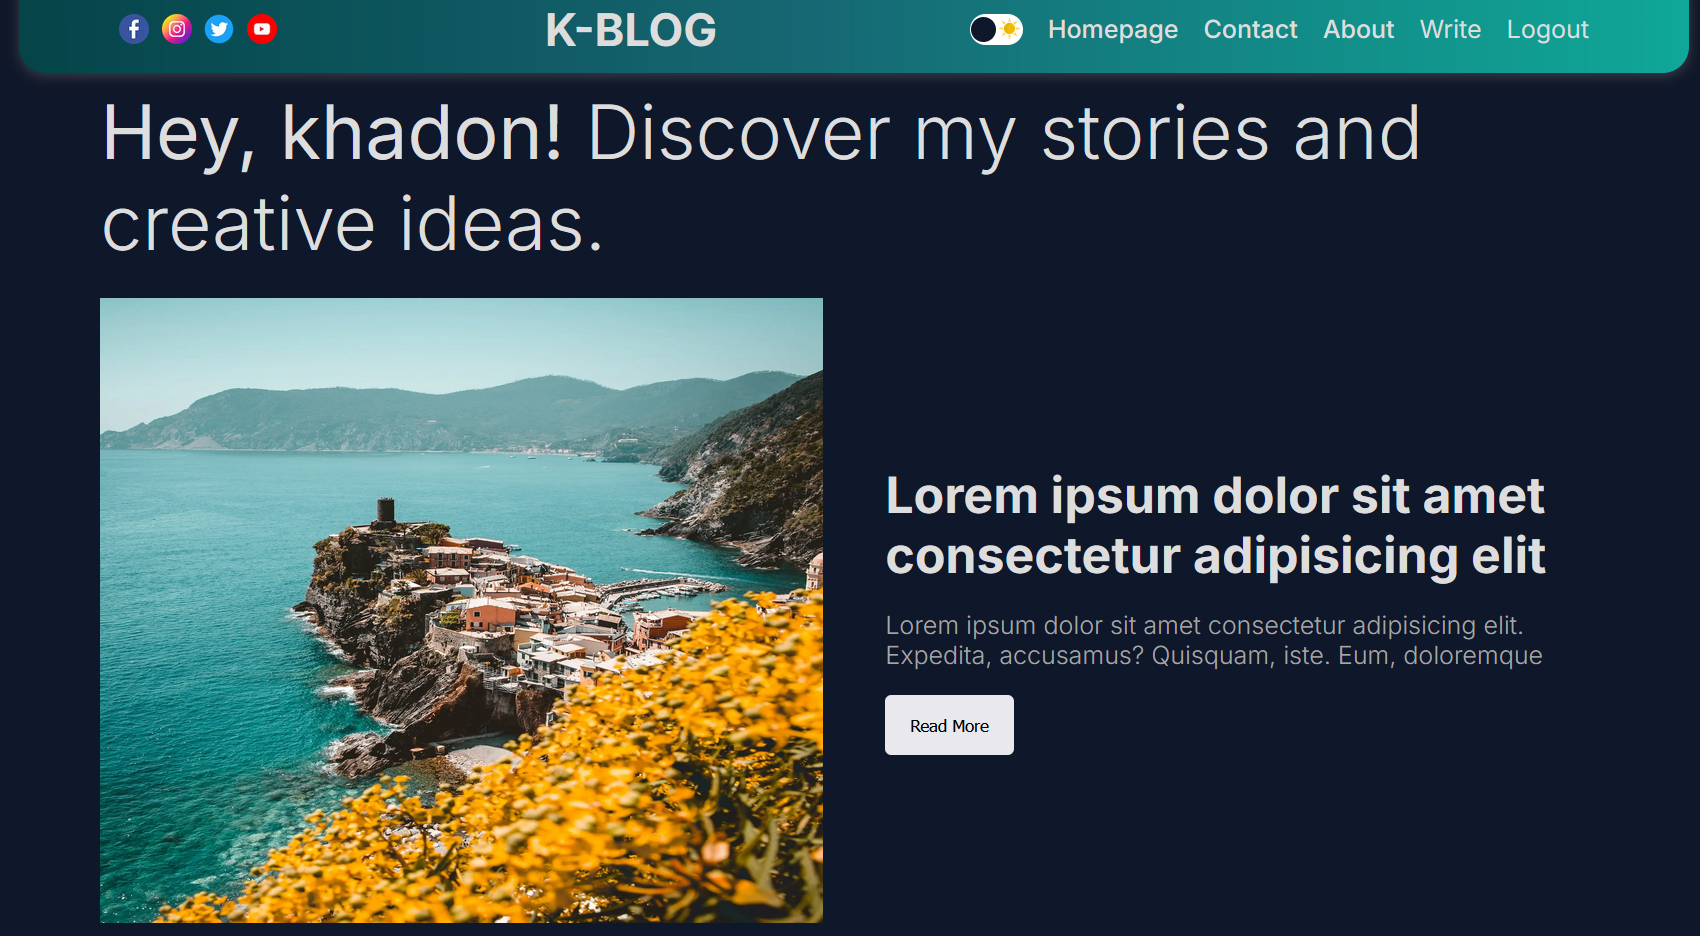 K-BLOG
Homepage Contact About Write Logout
Hey, khadon! Discover my stories and
creative ideas.
Lorem ipsum dolor sit amet
consectetur adipisicing elit
Lorem ipsum dolor sit amet consectetur adipisicing elit.
Expedita, accusamus? Quisquam, iste. Eum, doloremque
Read More